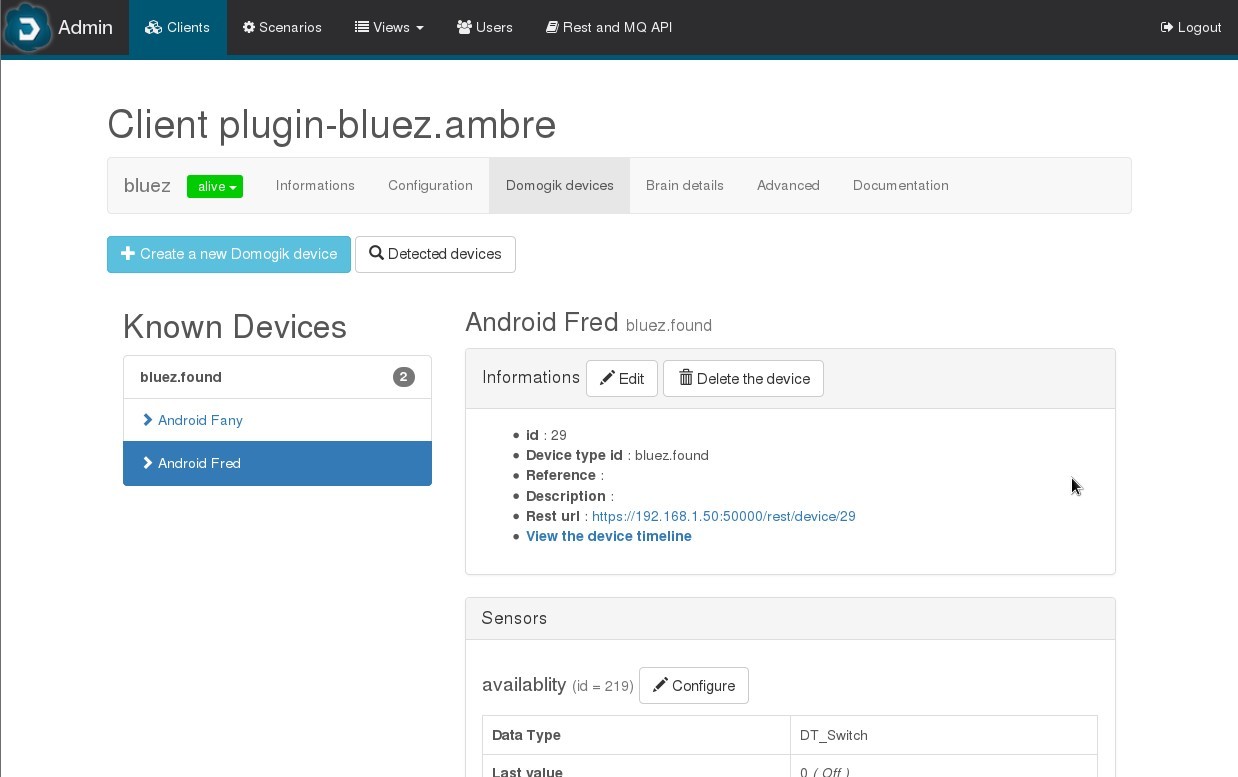 Admin Clients Scenarios Views Users Rest and MQ API Logout
Client plugin-bluez.ambre
bluez alive Informations Configuration Domogik devices Brain details Advanced Documentation
Create a new Domogik device Detected devices
Known Devices
bluez.found 2
Android Fany
Android Fred
Android Fred bluez.found
Informations Edit Delete the device
• id : 29
• Device type id : bluez.found
• Reference :
• Description :
• Rest url : https://192.168.1.50:50000/rest/device/29
• View the device timeline
Sensors
availablity (id = 219) Configure
Data Type DT_Switch
Last value 0 ( Off )